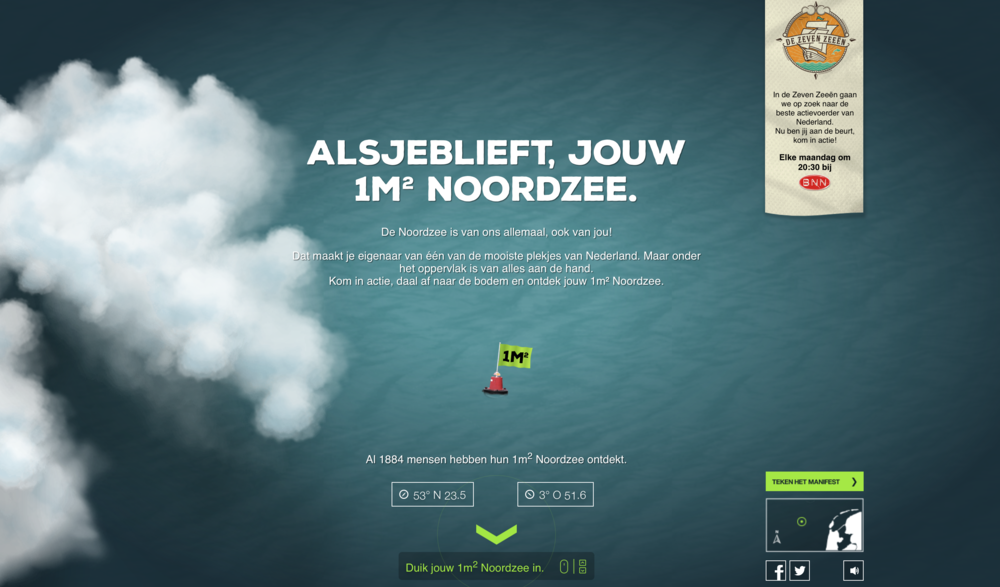 DE ZEVEN ZEEËN
In de Zeven Zeeën gaan
we op zoek naar de
beste actievoerder van
Nederland.
Nu ben jij aan de beurt,
kom in actie!
Elke maandag om
20:30 bij
BNN
ALSJEBLIEFT, JOUW
1M² NOORDZEE.
De Noordzee is van ons allemaal, ook van jou!
Dat maakt je eigenaar van één van de mooiste plekjes van Nederland. Maar onder
het oppervlak is van alles aan de hand.
Kom in actie, daal af naar de bodem en ontdek jouw 1m² Noordzee.
1M²
Al 1884 mensen hebben hun 1m² Noordzee ontdekt.
53° N 23.5
3° O 51.6
Duik jouw 1m² Noordzee in.
TEKEN HET MANIFEST